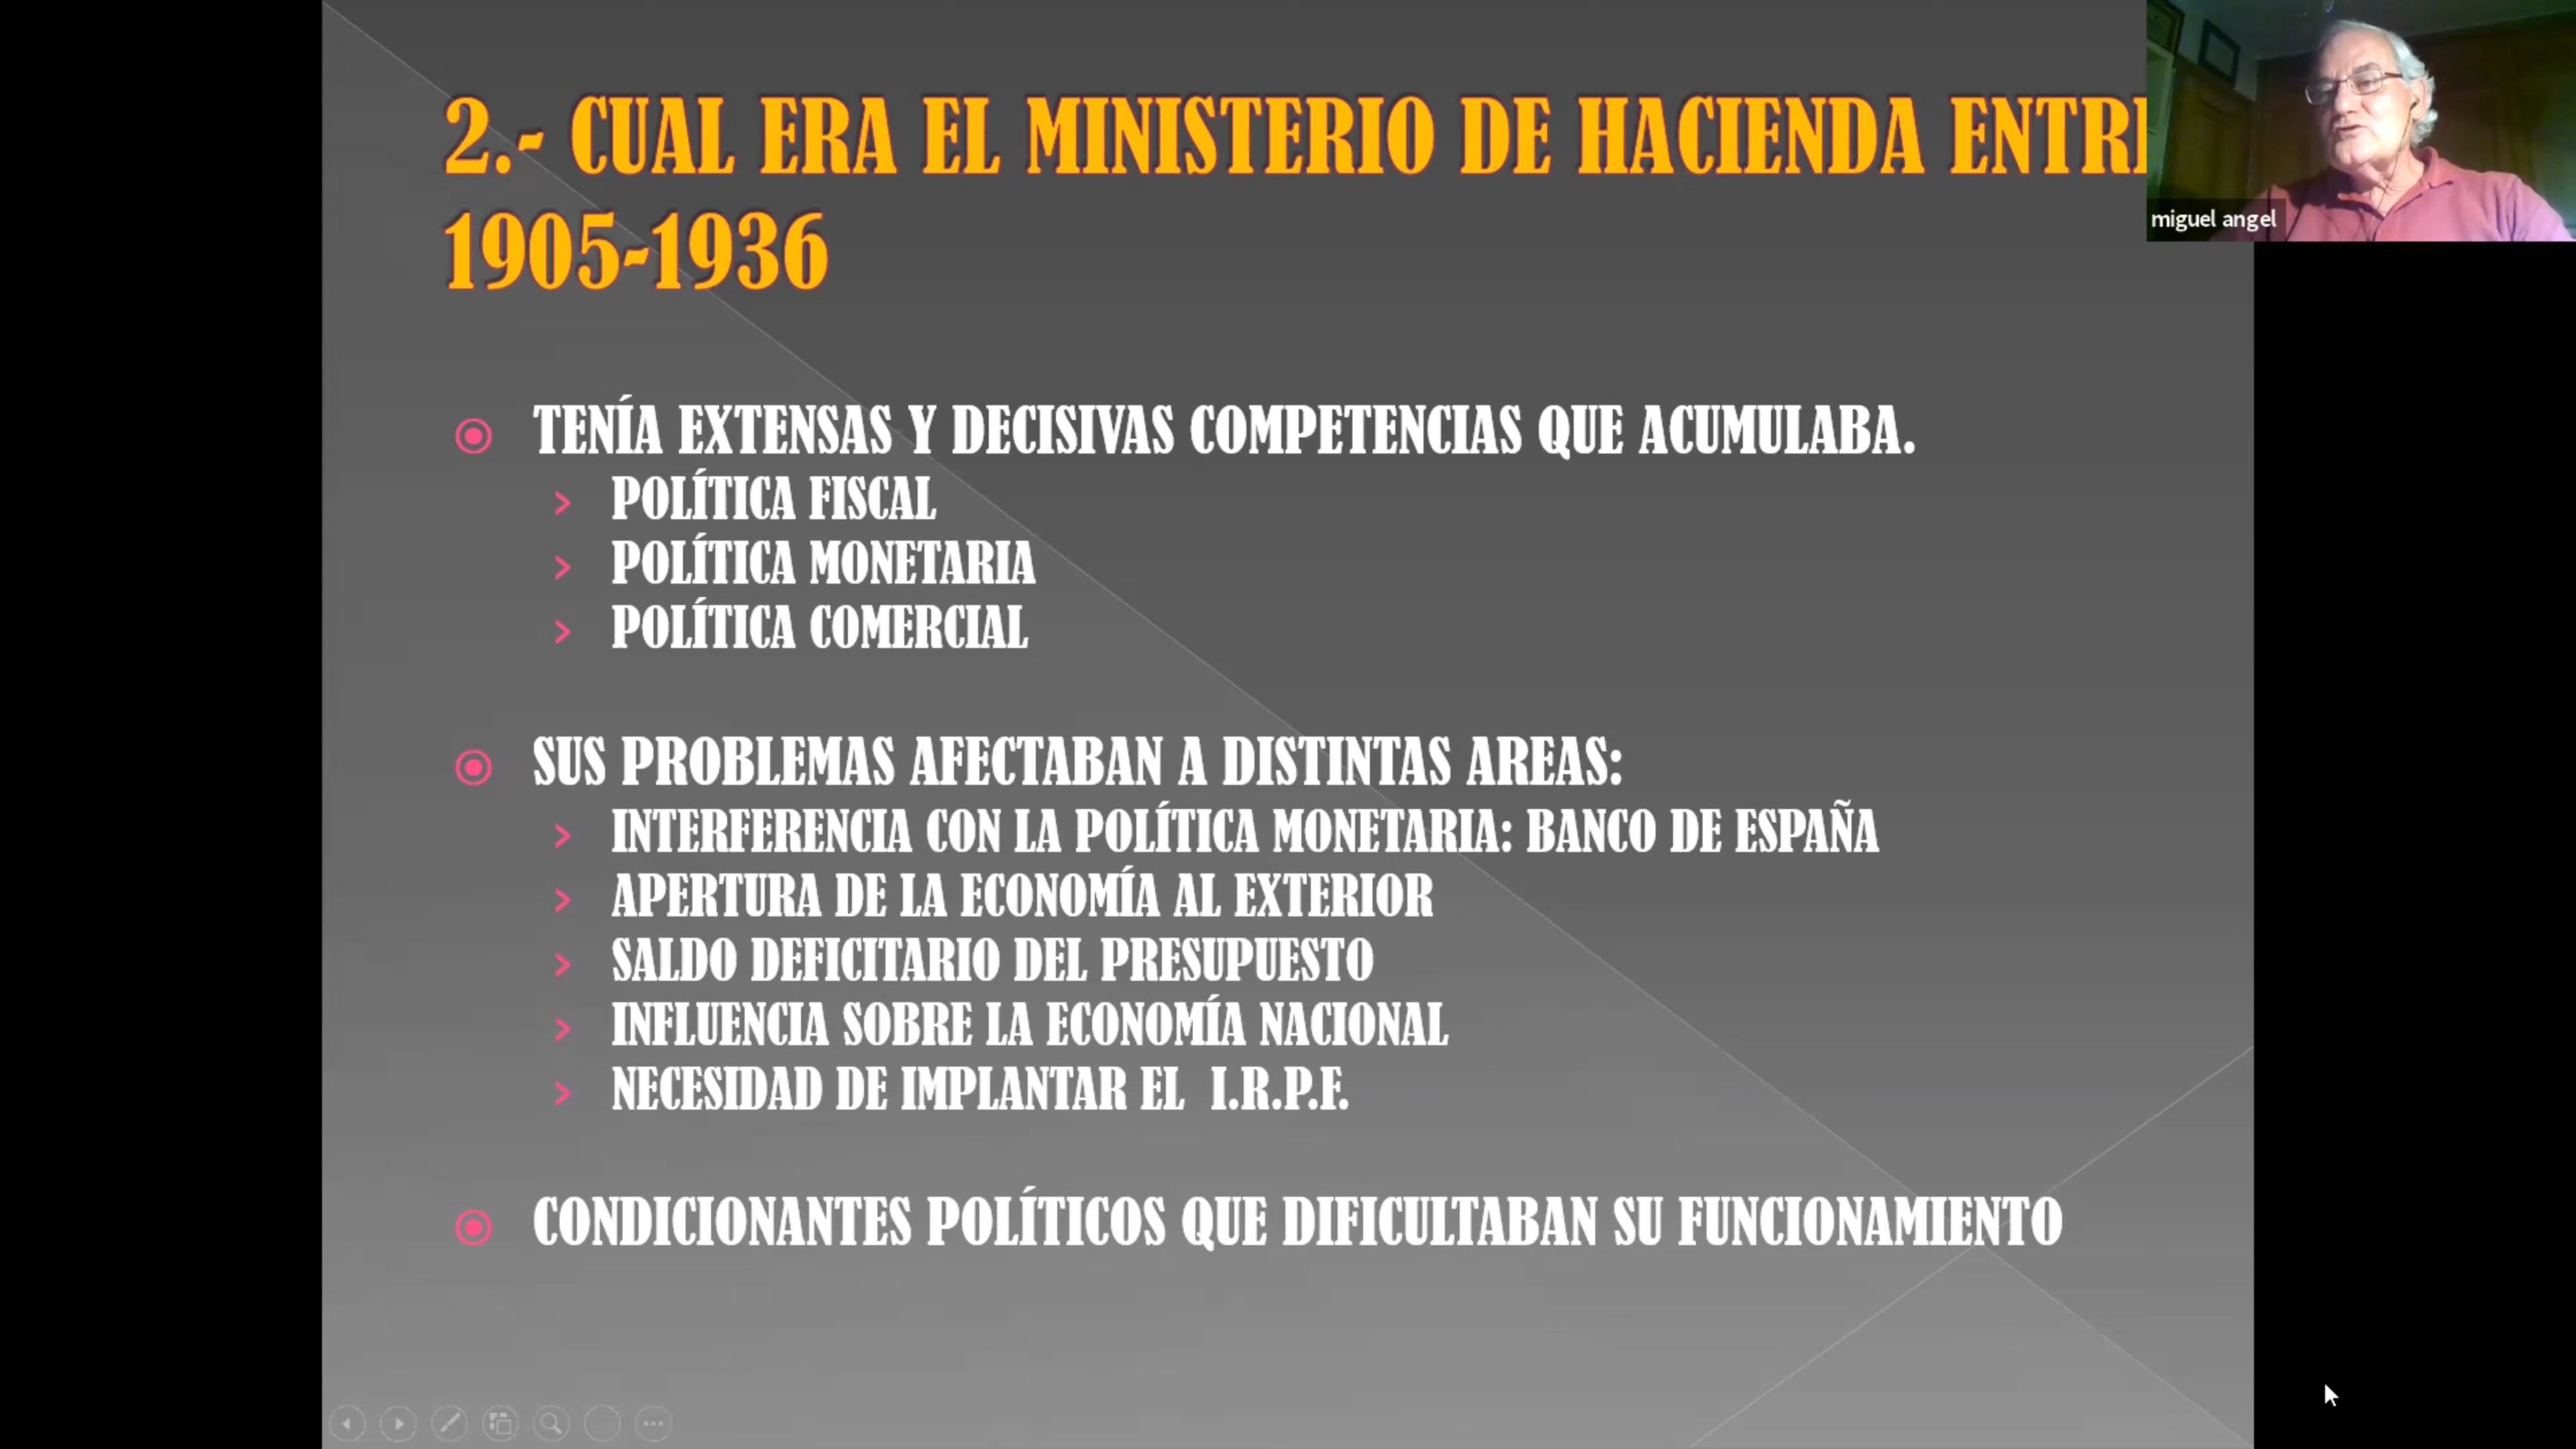 2.- CUAL ERA EL MINISTERIO DE HACIENDA
1905-1936
miguel angel
TENÍA EXTENSAS Y DECISIVAS COMPETENCIAS QUE ACUMULABA.
> POLÍTICA FISCAL
> POLÍTICA MONETARIA
> POLÍTICA COMERCIAL
SUS PROBLEMAS AFECTABAN A DISTINTAS AREAS:
> INTERFERENCIA CON LA POLÍTICA MONETARIA: BANCO DE ESPAÑA
> APERTURA DE LA ECONOMÍA AL EXTERIOR
> SALDO DEFICITARIO DEL PRESUPUESTO
> INFLUENCIA SOBRE LA ECONOMÍA NACIONAL
> NECESIDAD DE IMPLANTAR EL I.R.P.F.
CONDICIONANTES POLÍTICOS QUE DIFICULTABAN SU FUNCIONAMIENTO